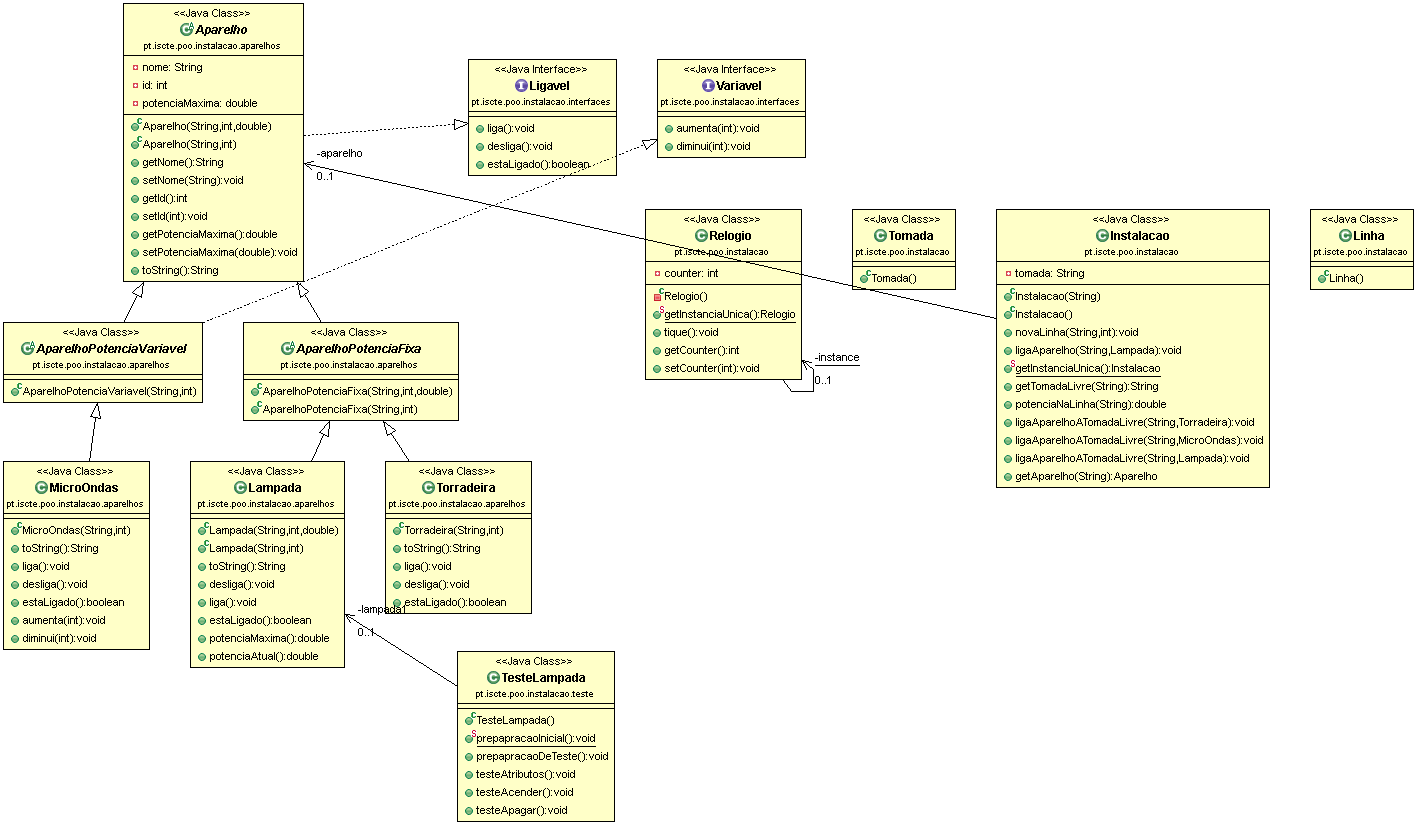 <<Java Class>>
Aparelho
pt.iscte.poo.instalacao.aparelhos
nome: String
id: int
potenciaMaxima: double
Aparelho(String,int,double)
Aparelho(String,int)
getNome():String
setNome(String):void
getId():int
setId(int):void
getPotenciaMaxima():double
setPotenciaMaxima(double):void
toString():String
<<Java Interface>>
Ligavel
pt.iscte.poo.instalacao.interfaces
liga():void
desliga():void
estaLigado():boolean
<<Java Interface>>
Variavel
pt.iscte.poo.instalacao.interfaces
aumenta(int):void
diminui(int):void
-aparelho
0..1
<<Java Class>>
Relogio
pt.iscte.poo.instalacao
counter: int
Relogio()
getInstanciaUnica():Relogio
tique():void
getCounter():int
setCounter(int):void
-instance
0..1
<<Java Class>>
Tomada
pt.iscte.poo.instalacao
Tomada()
<<Java Class>>
Instalacao
pt.iscte.poo.instalacao
tomada: String
Instalacao(String)
Instalacao()
novaLinha(String,int):void
ligaAparelho(String,Lampada):void
getInstanciaUnica():Instalacao
getTomadaLivre(String):String
potenciaNaLinha(String):double
ligaAparelhoATomadaLivre(String,Torradeira):void
ligaAparelhoATomadaLivre(String,MicroOndas):void
ligaAparelhoATomadaLivre(String,Lampada):void
getAparelho(String):Aparelho
<<Java Class>>
Linha
pt.iscte.poo.instalacao
Linha()
<<Java Class>>
AparelhoPotenciaVariavel
pt.iscte.poo.instalacao.aparelhos
AparelhoPotenciaVariavel(String,int)
<<Java Class>>
AparelhoPotenciaFixa
pt.iscte.poo.instalacao.aparelhos
AparelhoPotenciaFixa(String,int,double)
AparelhoPotenciaFixa(String,int)
<<Java Class>>
MicroOndas
pt.iscte.poo.instalacao.aparelhos
MicroOndas(String,int)
toString():String
liga():void
desliga():void
estaLigado():boolean
aumenta(int):void
diminui(int):void
<<Java Class>>
Lampada
pt.iscte.poo.instalacao.aparelhos
Lampada(String,int,double)
Lampada(String,int)
toString():String
desliga():void
liga():void
estaLigado():boolean
potenciaMaxima():double
potenciaAtual():double
<<Java Class>>
Torradeira
pt.iscte.poo.instalacao.aparelhos
Torradeira(String,int)
toString():String
liga():void
desliga():void
estaLigado():boolean
-lampada1
0..1
<<Java Class>>
TesteLampada
pt.iscte.poo.instalacao.teste
TesteLampada()
prepapracaoInicial():void
prepapracaoDeTeste():void
testeAtributos():void
testeAcender():void
testeApagar():void